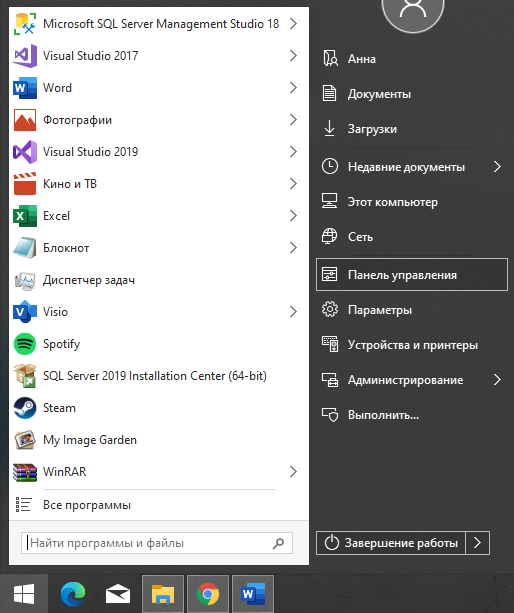 Microsoft SQL Server Management Studio 18
Visual Studio 2017
Word
Фотографии
Visual Studio 2019
Кино и ТВ
Excel
Блокнот
Диспетчер задач
Visio
Spotify
SQL Server 2019 Installation Center (64-bit)
Steam
My Image Garden
WinRAR
Все программы
Найти программы и файлы
Анна
Документы
Загрузки
Недавние документы
Этот компьютер
Сеть
Панель управления
Параметры
Устройства и принтеры
Администрирование
Выполнить...
Завершение работы